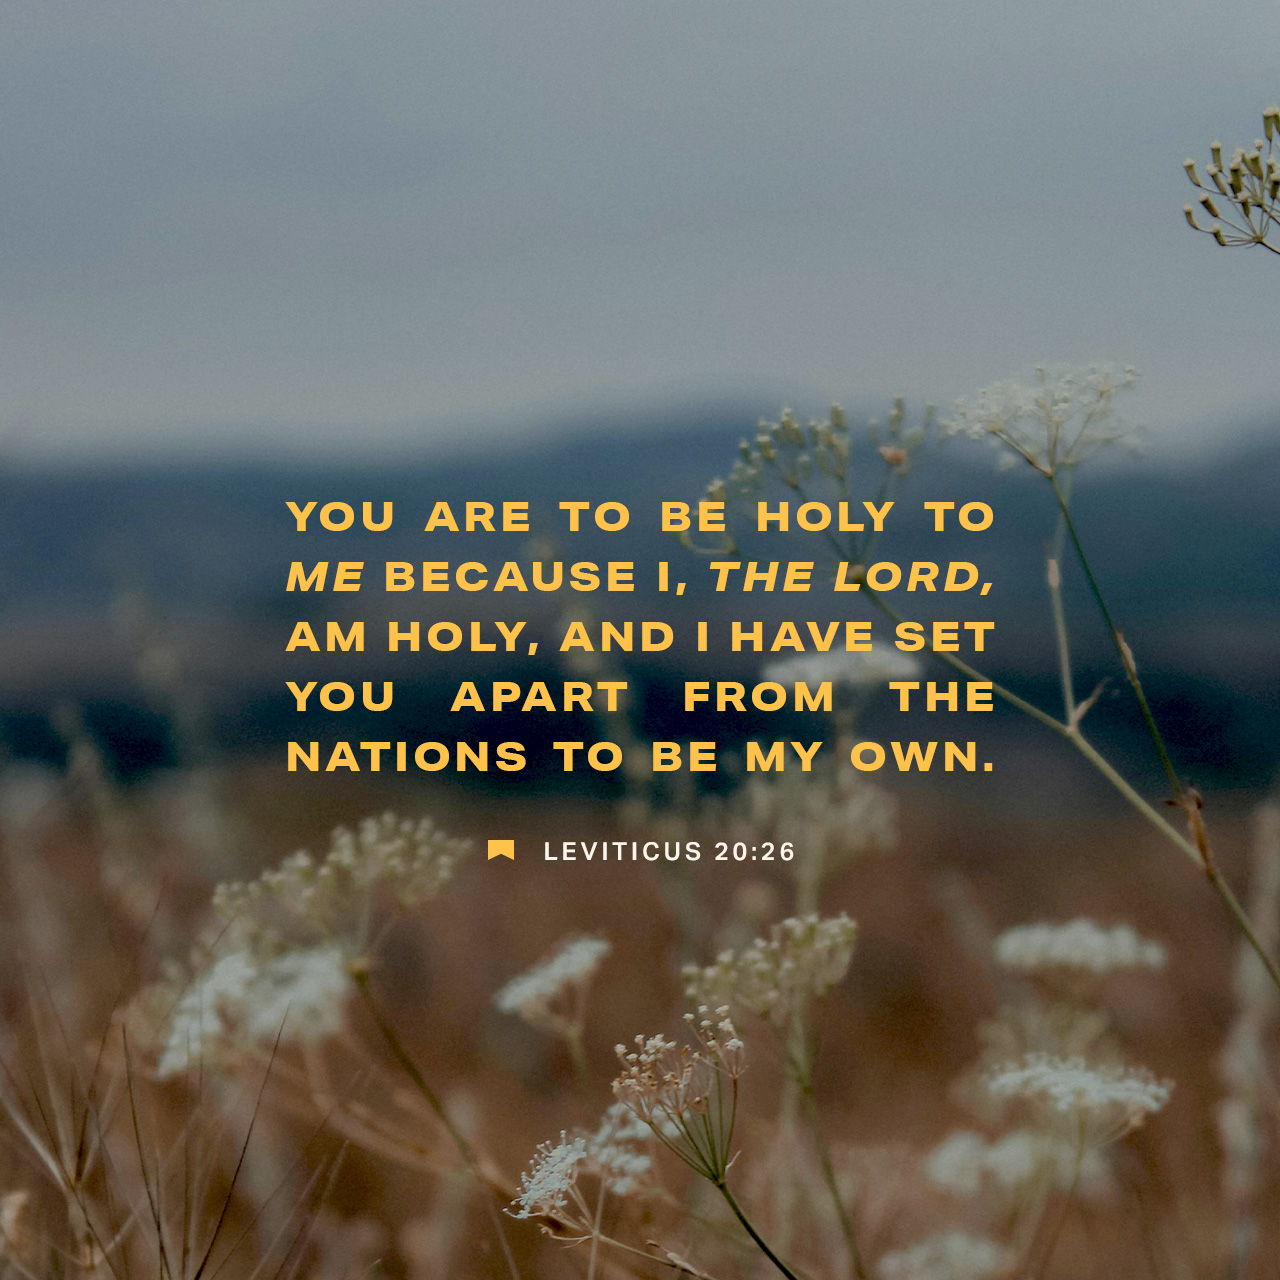 YOU ARE TO BE HOLY TO
ME BECAUSE I, THE LORD,
AM HOLY, AND I HAVE SET
YOU APART FROM THE
NATIONS TO BE MY OWN.
LEVITICUS 20:26